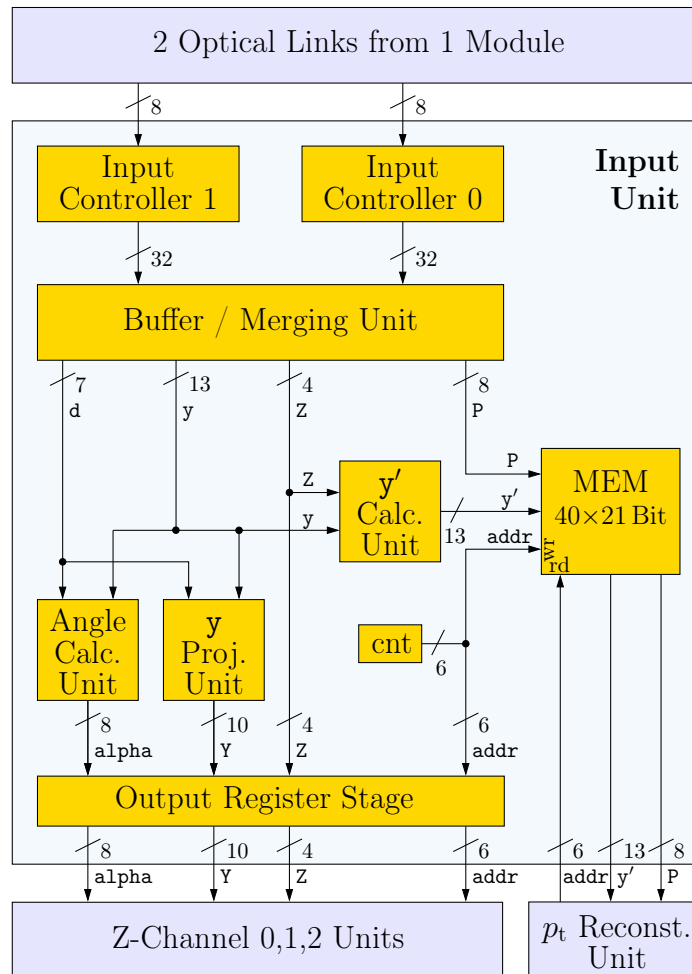 2 Optical Links from 1 Module
8
8
Input
Controller 1
Input
Controller 0
Input
Unit
32
32
Buffer / Merging Unit
7
13
4
8
d
y
Z
P
Z
y
y'
Calc.
Unit
13
P
y'
addr
MEM
40×21 Bit
wr
rd
Angle
Calc.
Unit
y
Proj.
Unit
cnt
6
8
10
4
6
alpha
Y
Z
addr
Output Register Stage
8
10
4
6
6
13
8
alpha
Y
Z
addr
addr
y'
P
Z-Channel 0,1,2 Units
pt Reconst.
Unit